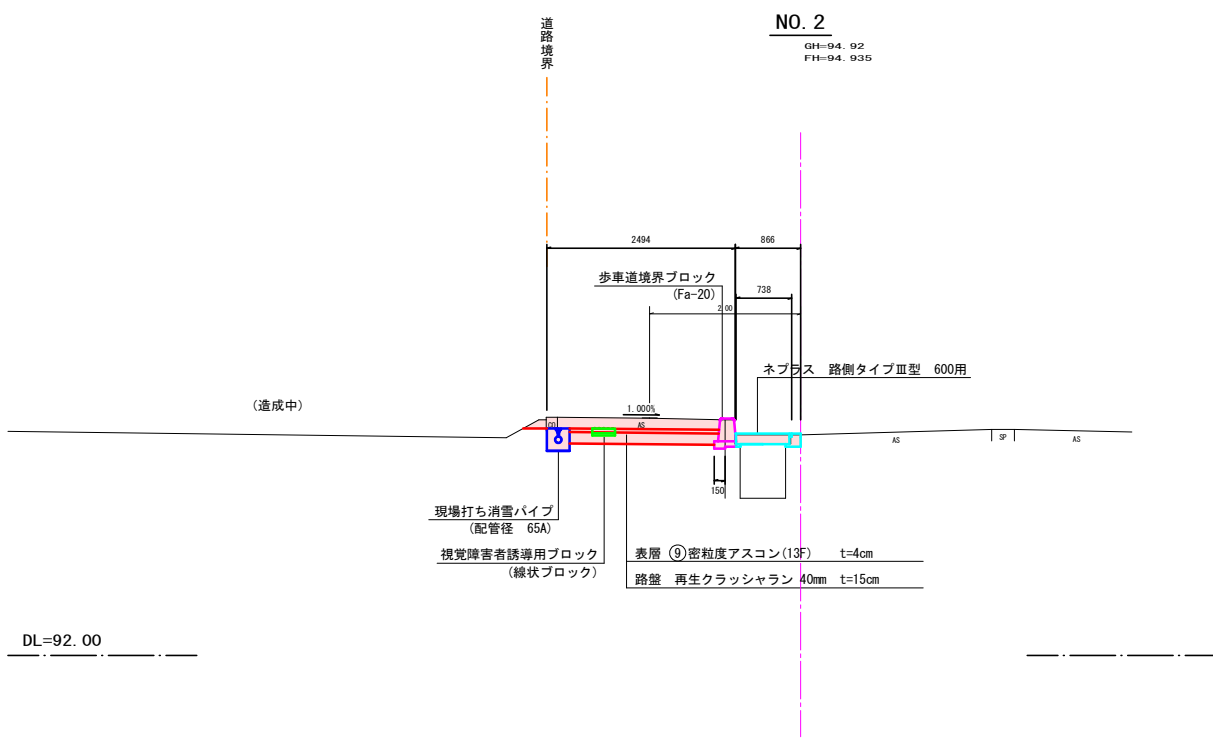 道路境界
NO. 2
GH=94. 92
FH=94. 935
2494
866
歩車道境界ブロック
(Fa-20)
738
2.00
ネプラス　路側タイプⅢ型　600用
(造成中)
1. 000%
CO
AS
AS
SP
AS
150
現場打ち消雪パイプ
(配管径　65A)
視覚障害者誘導用ブロック
(線状ブロック)
表層 ⑨密粒度アスコン(13F)　t=4cm
路盤　再生クラッシャラン 40mm　t=15cm
DL=92. 00